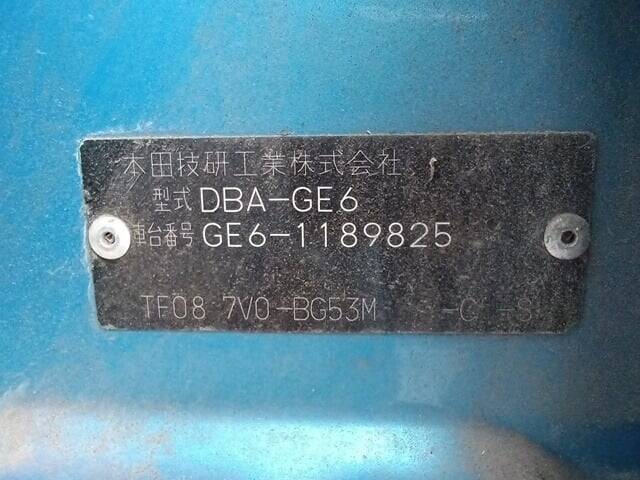 本田技研工業株式会社
型式 DBA-GE6
車台番号 GE6-1189825
TF08 7V0-BG53M -C -S